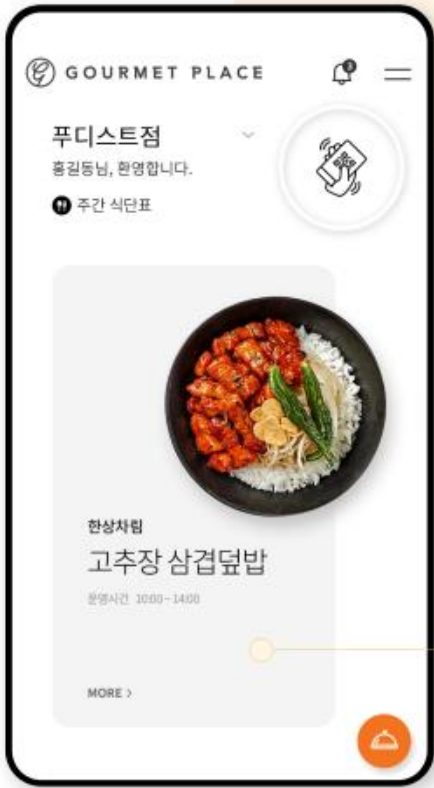 GOURMET PLACE
푸디스트점
홍길동님, 환영합니다.
주간 식단표
한상차림
고추장 삼겹덮밥
운영시간 10:00~14:00
MORE >